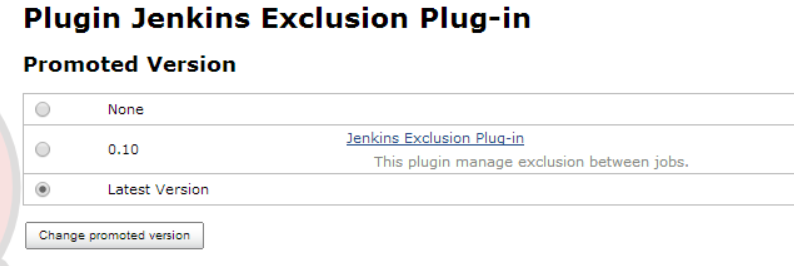 Plugin Jenkins Exclusion Plug-in
Promoted Version
None
0.10 Jenkins Exclusion Plug-in
This plugin manage exclusion between jobs.
Latest Version
Change promoted version